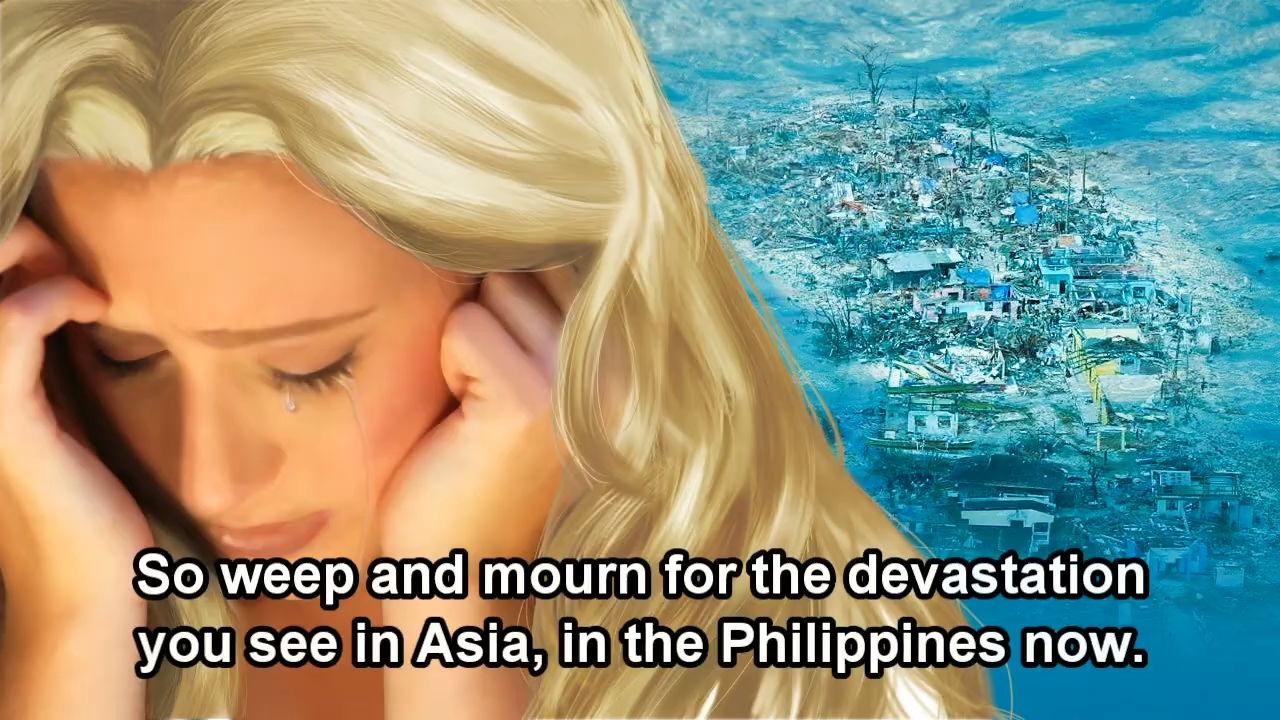 So weep and mourn for the devastation
you see in Asia, in the Philippines now.